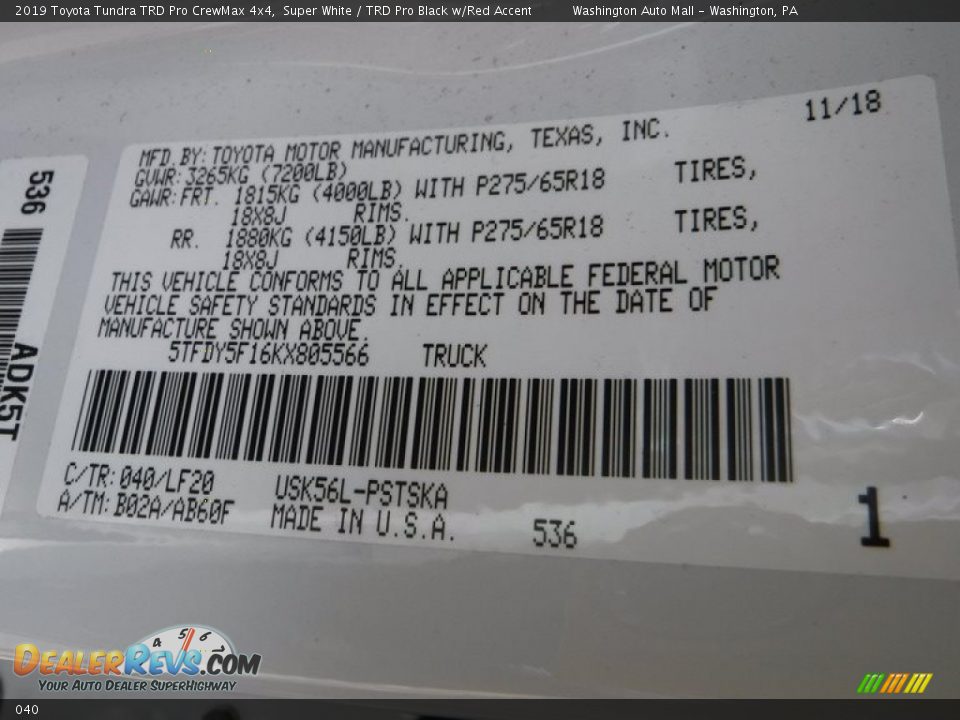 2019 Toyota Tundra TRD Pro CrewMax 4x4, Super White / TRD Pro Black w/Red Accent Washington Auto Mall - Washington, PA
11/18
MFD. BY: TOYOTA MOTOR MANUFACTURING, TEXAS, INC.
GVWR: 3265KG (7200LB)
GAWR: FRT. 1815KG (4000LB) WITH P275/65R18 TIRES,
18X8J RIMS.
RR. 1880KG (4150LB) WITH P275/65R18 TIRES,
18X8J RIMS.
THIS VEHICLE CONFORMS TO ALL APPLICABLE FEDERAL MOTOR
VEHICLE SAFETY STANDARDS IN EFFECT ON THE DATE OF
MANUFACTURE SHOWN ABOVE.
5TFDY5F16KX805566 TRUCK
C/TR: 040/LF20 USK56L-PSTSKA
A/TM: B02A/AB60F MADE IN U.S.A. 536
1
536
ADK5T
4 5 6 7
DEALERREVS.COM
YOUR AUTO DEALER SUPERHIGHWAY
040